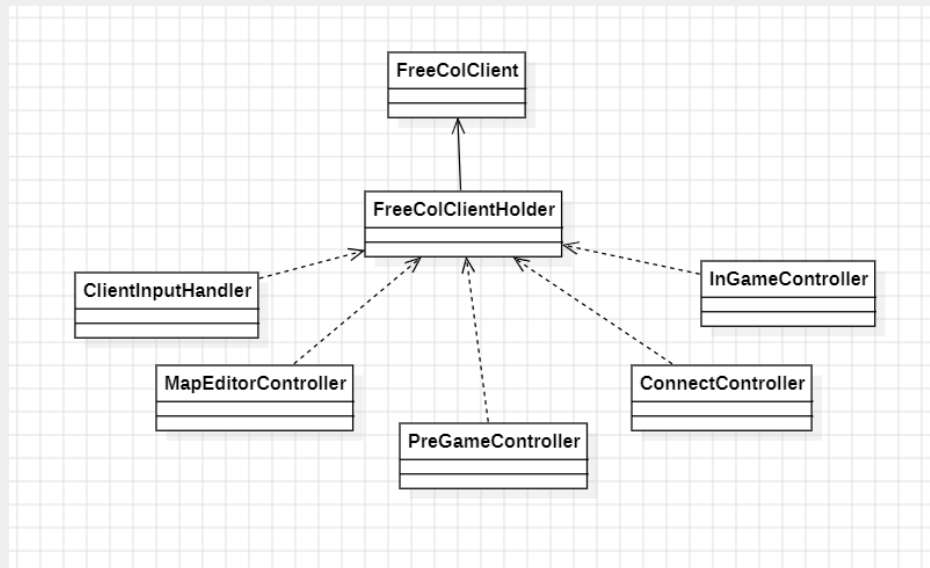 FreeColClient
FreeColClientHolder
ClientInputHandler
InGameController
MapEditorController
ConnectController
PreGameController